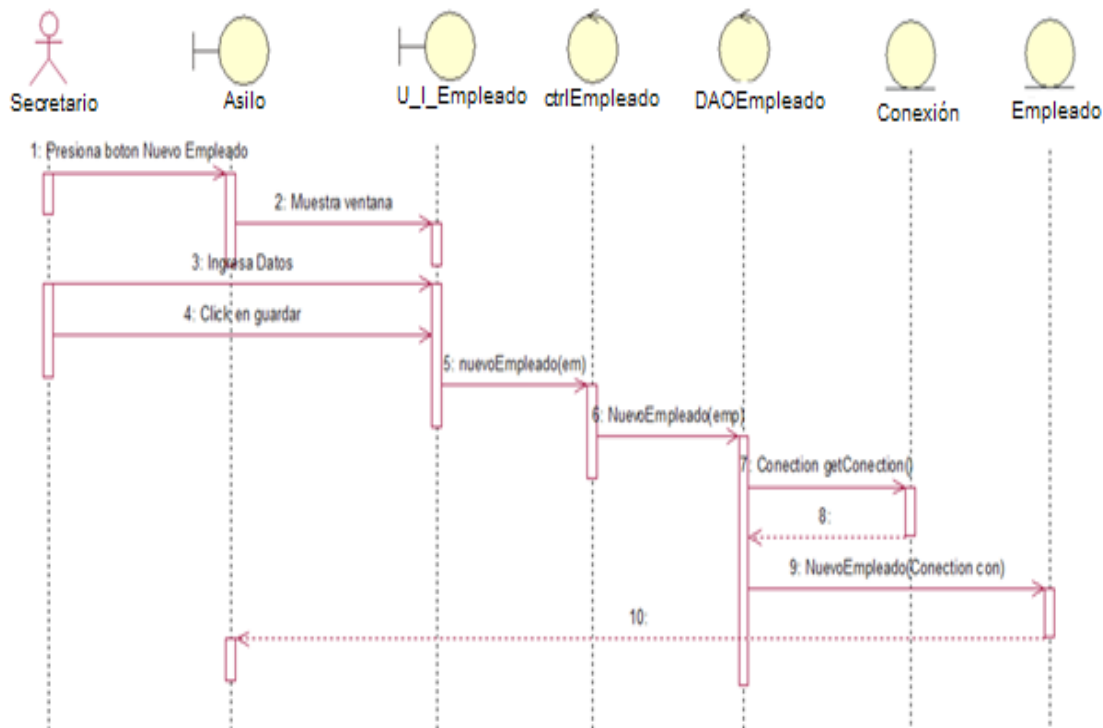 Secretario
Asilo
U_I_Empleado
ctrlEmpleado
DAOEmpleado
Conexión
Empleado
1: Presiona boton Nuevo Empleado
2: Muestra ventana
3: Ingresa Datos
4: Click en guardar
5: nuevoEmpleado(em)
6: NuevoEmpleado(emp)
7: Conection getConection()
8:
9: NuevoEmpleado(Conection con)
10: